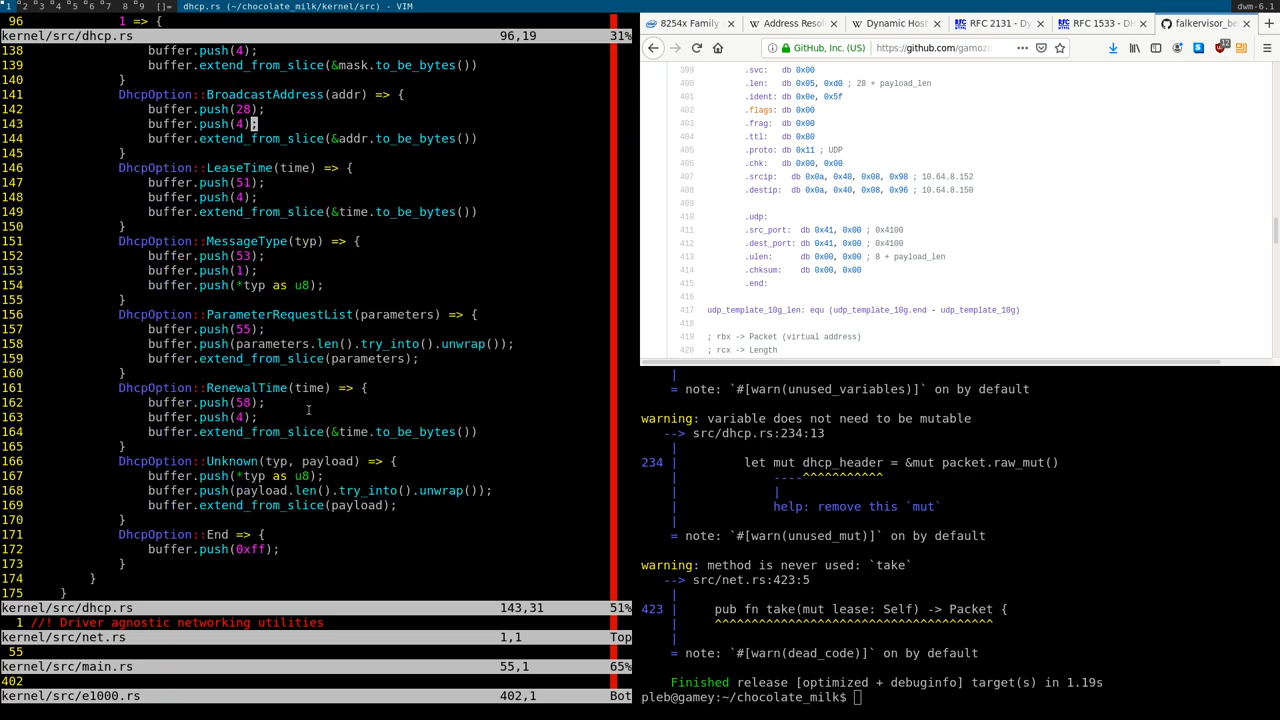 1 2 3 4 5 6 7 8 9 []= dhcp.rs (~/chocolate_milk/kernel/src) - VIM dwm-6.1
96 1 => {
kernel/src/dhcp.rs 96,19 31%
138 buffer.push(4);
139 buffer.extend_from_slice(&mask.to_be_bytes())
140 }
141 DhcpOption::BroadcastAddress(addr) => {
142 buffer.push(28);
143 buffer.push(4);
144 buffer.extend_from_slice(&addr.to_be_bytes())
145 }
146 DhcpOption::LeaseTime(time) => {
147 buffer.push(51);
148 buffer.push(4);
149 buffer.extend_from_slice(&time.to_be_bytes())
150 }
151 DhcpOption::MessageType(typ) => {
152 buffer.push(53);
153 buffer.push(1);
154 buffer.push(*typ as u8);
155 }
156 DhcpOption::ParameterRequestList(parameters) => {
157 buffer.push(55);
158 buffer.push(parameters.len().try_into().unwrap());
159 buffer.extend_from_slice(parameters);
160 }
161 DhcpOption::RenewalTime(time) => {
162 buffer.push(58);
163 buffer.push(4);
164 buffer.extend_from_slice(&time.to_be_bytes())
165 }
166 DhcpOption::Unknown(typ, payload) => {
167 buffer.push(*typ as u8);
168 buffer.push(payload.len().try_into().unwrap());
169 buffer.extend_from_slice(payload);
170 }
171 DhcpOption::End => {
172 buffer.push(0xff);
173 }
174 }
175 }
kernel/src/dhcp.rs 143,31 51%
1 //! Driver agnostic networking utilities
kernel/src/net.rs 1,1 Top
55
kernel/src/main.rs 55,1 65%
402
kernel/src/e1000.rs 402,1 Bot
8254x Family Address Resol Dynamic Host RFC 2131 - Dy RFC 1533 - DH falkervisor_be
GitHub, Inc. (US) https://github.com/gamozo 12
399 .svc: db 0x00
400 .len: db 0x05, 0xd0 ; 28 + payload_len
401 .ident: db 0x0e, 0x5f
402 .flags: db 0x00
403 .frag: db 0x00
404 .ttl: db 0x80
405 .proto: db 0x11 ; UDP
406 .chk: db 0x00, 0x00
407 .srcip: db 0x0a, 0x40, 0x08, 0x98 ; 10.64.8.152
408 .destip: db 0x0a, 0x40, 0x08, 0x96 ; 10.64.8.150
409
410 .udp:
411 .src_port: db 0x41, 0x00 ; 0x4100
412 .dest_port: db 0x41, 0x00 ; 0x4100
413 .ulen: db 0x00, 0x00 ; 8 + payload_len
414 .chksum: db 0x00, 0x00
415 .end:
416
417 udp_template_10g_len: equ (udp_template_10g.end - udp_template_10g)
418
419 ; rbx -> Packet (virtual address)
420 ; rcx -> Length
|
= note: `#[warn(unused_variables)]` on by default
warning: variable does not need to be mutable
--> src/dhcp.rs:234:13
|
234 | let mut dhcp_header = &mut packet.raw_mut()
| ----^^^^^^^^^^^
| |
| help: remove this `mut`
|
= note: `#[warn(unused_mut)]` on by default
warning: method is never used: `take`
--> src/net.rs:423:5
|
423 | pub fn take(mut lease: Self) -> Packet {
| ^^^^^^^^^^^^^^^^^^^^^^^^^^^^^^^^^^^^^^
|
= note: `#[warn(dead_code)]` on by default
Finished release [optimized + debuginfo] target(s) in 1.19s
pleb@gamey:~/chocolate_milk$